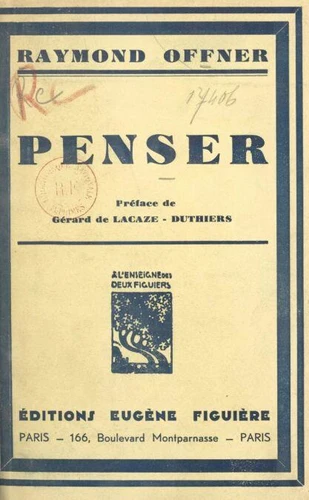 RAYMOND OFFNER
17406
PENSER
Préface de
Gérard de LACAZE - DUTHIERS
A L'ENSEIGNE DES
DEUX FIGUIERS
ÉDITIONS EUGÈNE FIGUIÈRE
PARIS — 166, Boulevard Montparnasse — PARIS